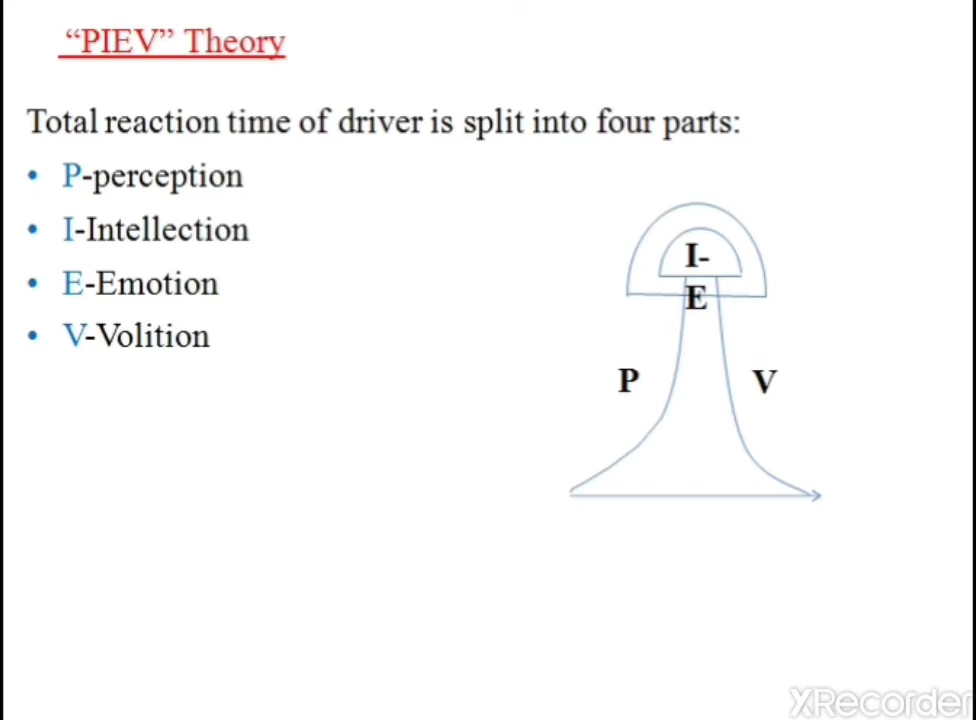 “PIEV” Theory
Total reaction time of driver is split into four parts:
• P-perception
• I-Intellection
• E-Emotion
• V-Volition
I-
E
P
V
XRecorder